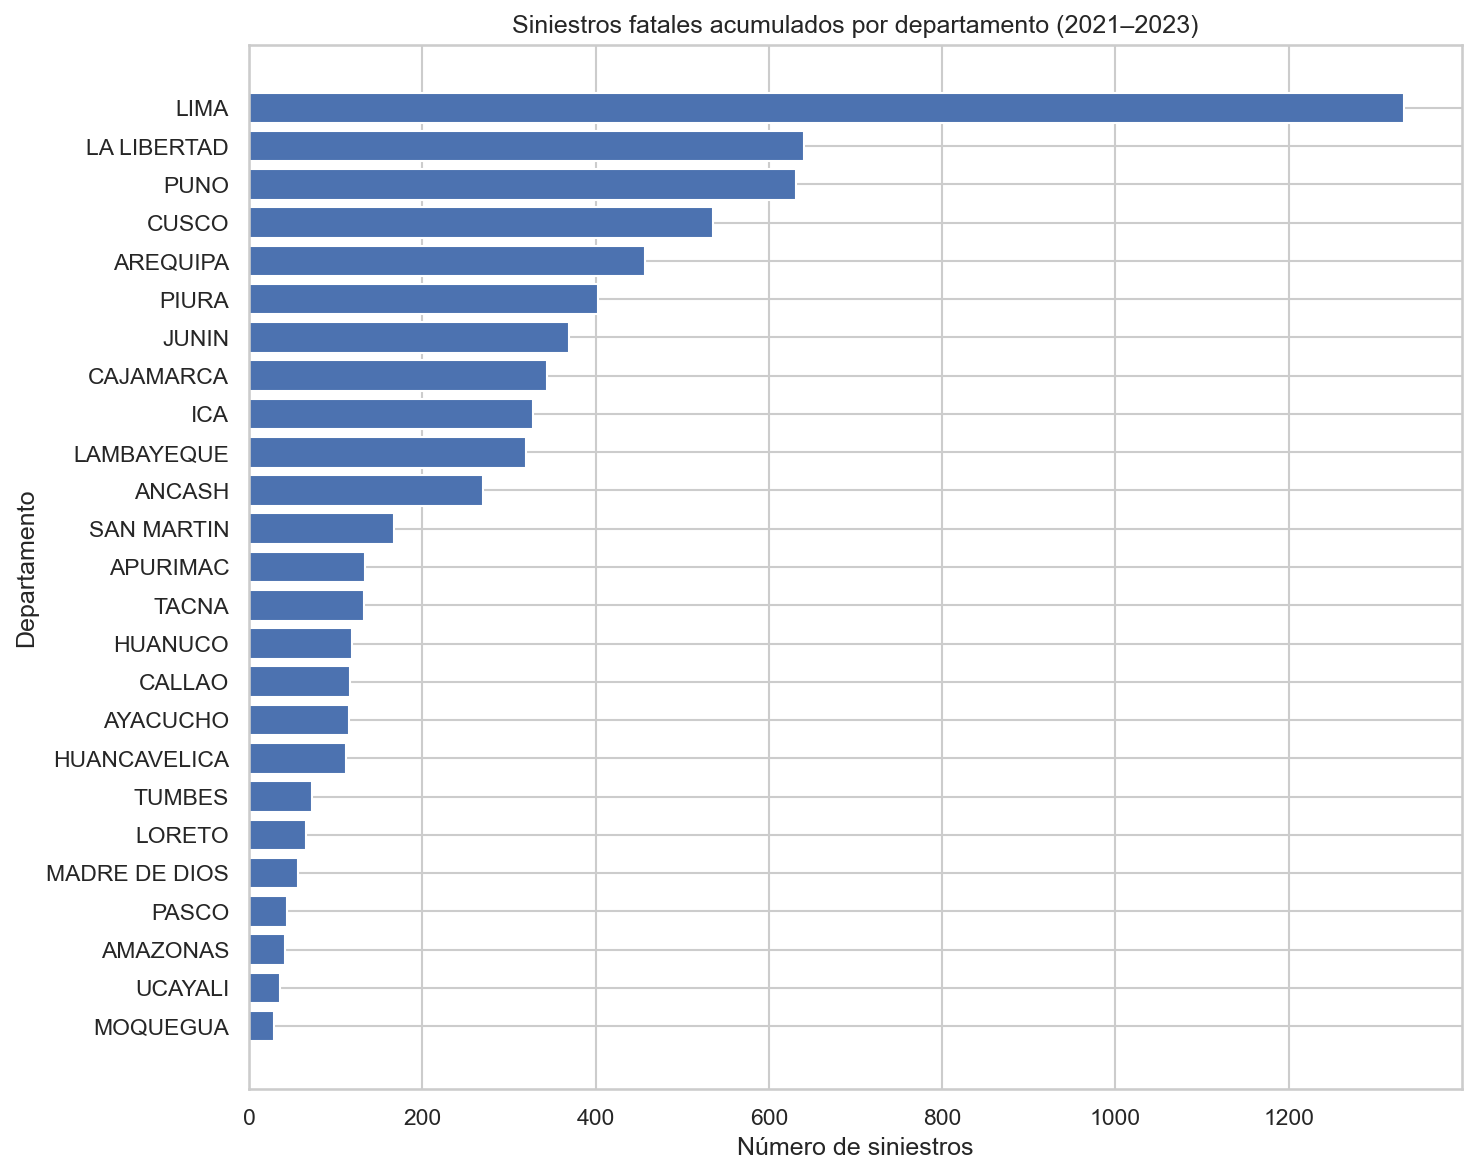 Siniestros fatales acumulados por departamento (2021–2023)
Departamento
LIMA
LA LIBERTAD
PUNO
CUSCO
AREQUIPA
PIURA
JUNIN
CAJAMARCA
ICA
LAMBAYEQUE
ANCASH
SAN MARTIN
APURIMAC
TACNA
HUANUCO
CALLAO
AYACUCHO
HUANCAVELICA
TUMBES
LORETO
MADRE DE DIOS
PASCO
AMAZONAS
UCAYALI
MOQUEGUA
0 200 400 600 800 1000 1200
Número de siniestros